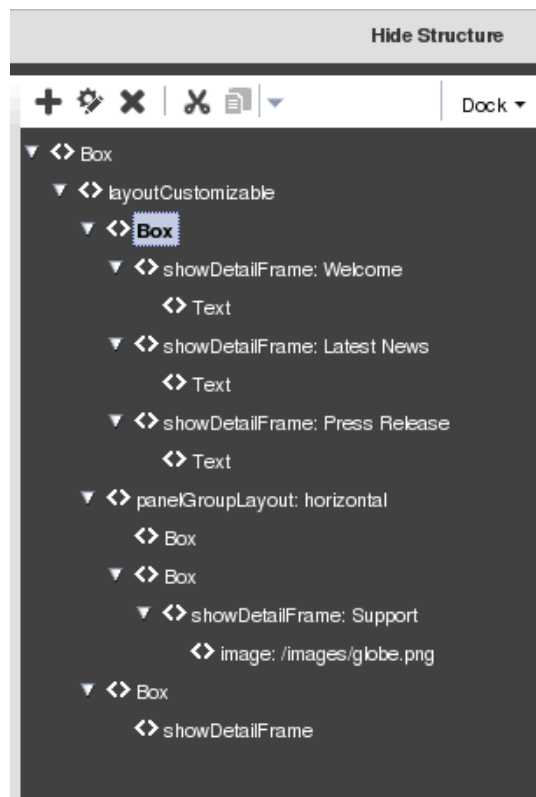 Hide Structure
Dock
Box
layoutCustomizable
Box
showDetailFrame: Welcome
Text
showDetailFrame: Latest News
Text
showDetailFrame: Press Release
Text
panelGroupLayout: horizontal
Box
Box
showDetailFrame: Support
image: /images/globe.png
Box
showDetailFrame